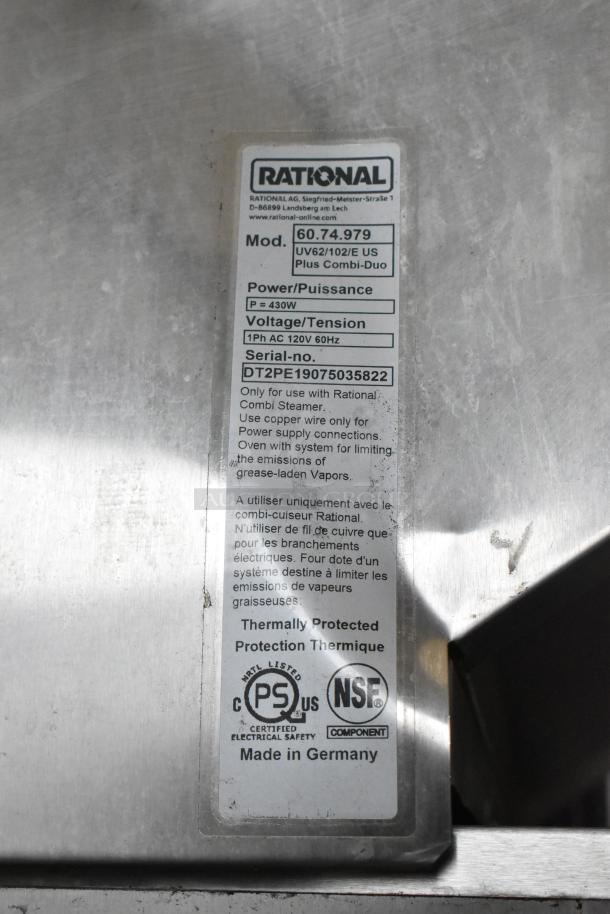 RATIONAL
RATIONAL AG, Siegfried-Meister-Straße 1
D-86899 Landsberg am Lech
www.rational-online.com
Mod. 60.74.979
UV62/102/E US
Plus Combi-Duo
Power/Puissance
P = 430W
Voltage/Tension
1Ph AC 120V 60Hz
Serial-no.
DT2PE19075035822
Only for use with Rational
Combi Steamer.
Use copper wire only for
Power supply connections.
Oven with system for limiting
the emissions of
grease-laden Vapors.
A utiliser uniquement avec le
combi-cuiseur Rational.
N'utiliser de fil de cuivre que
pour les branchements
électriques. Four dote d'un
système destine à limiter les
emissions de vapeurs
graisseuses.
Thermally Protected
Protection Thermique
NRTL LISTED
C PS US
CERTIFIED
ELECTRICAL SAFETY
NSF®
COMPONENT
Made in Germany